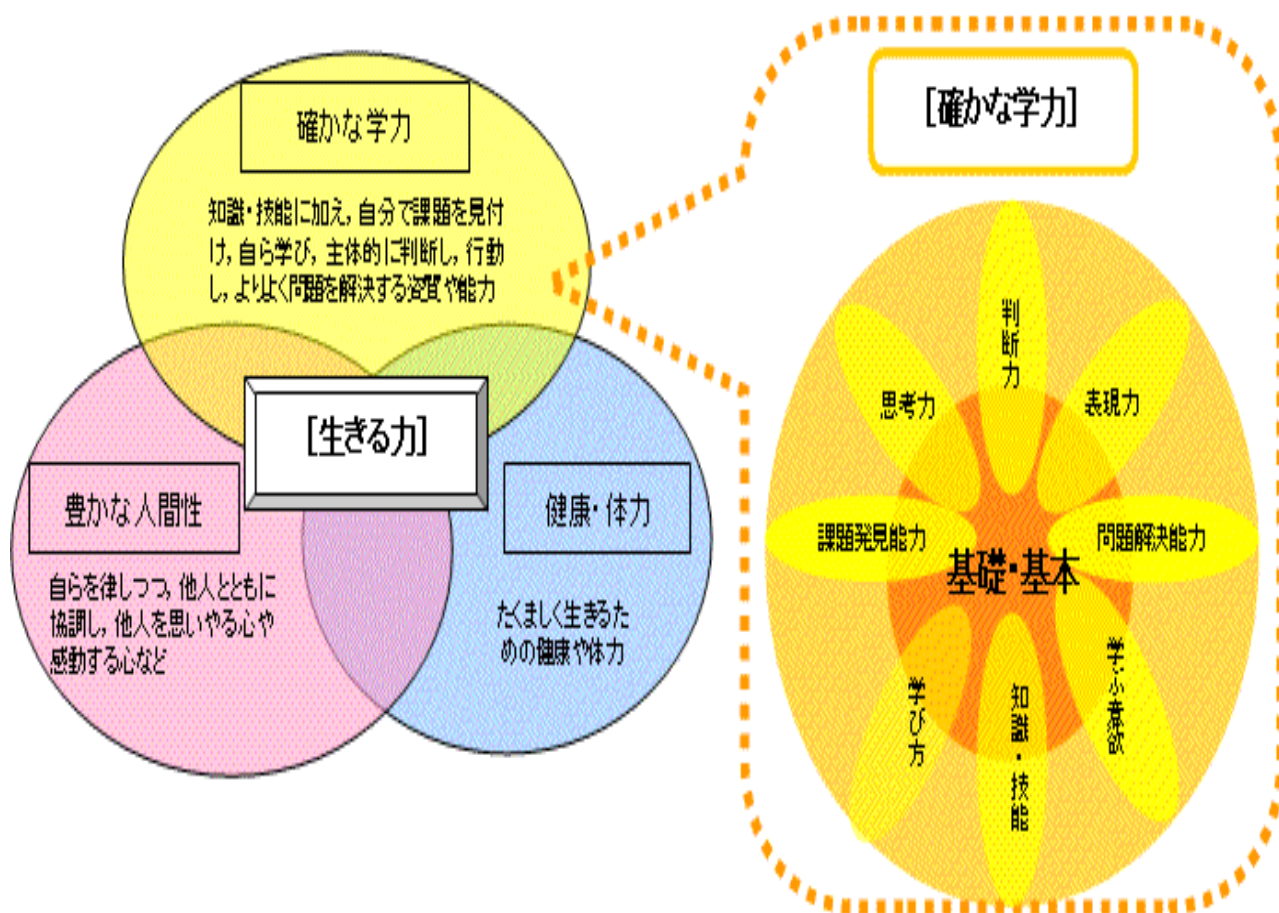 確かな学力
知識・技能に加え，自分で課題を見付
け，自ら学び，主体的に判断し，行動
し，よりよく問題を解決する資質や能力
[生きる力]
豊かな人間性
自らを律しつつ，他人とともに
協調し，他人を思いやる心や
感動する心など
健康・体力
たくましく生きるた
めの健康や体力
[確かな学力]
判断力
思考力
表現力
課題発見能力
問題解決能力
基礎・基本
学び方
知識・技能
学ぶ意欲